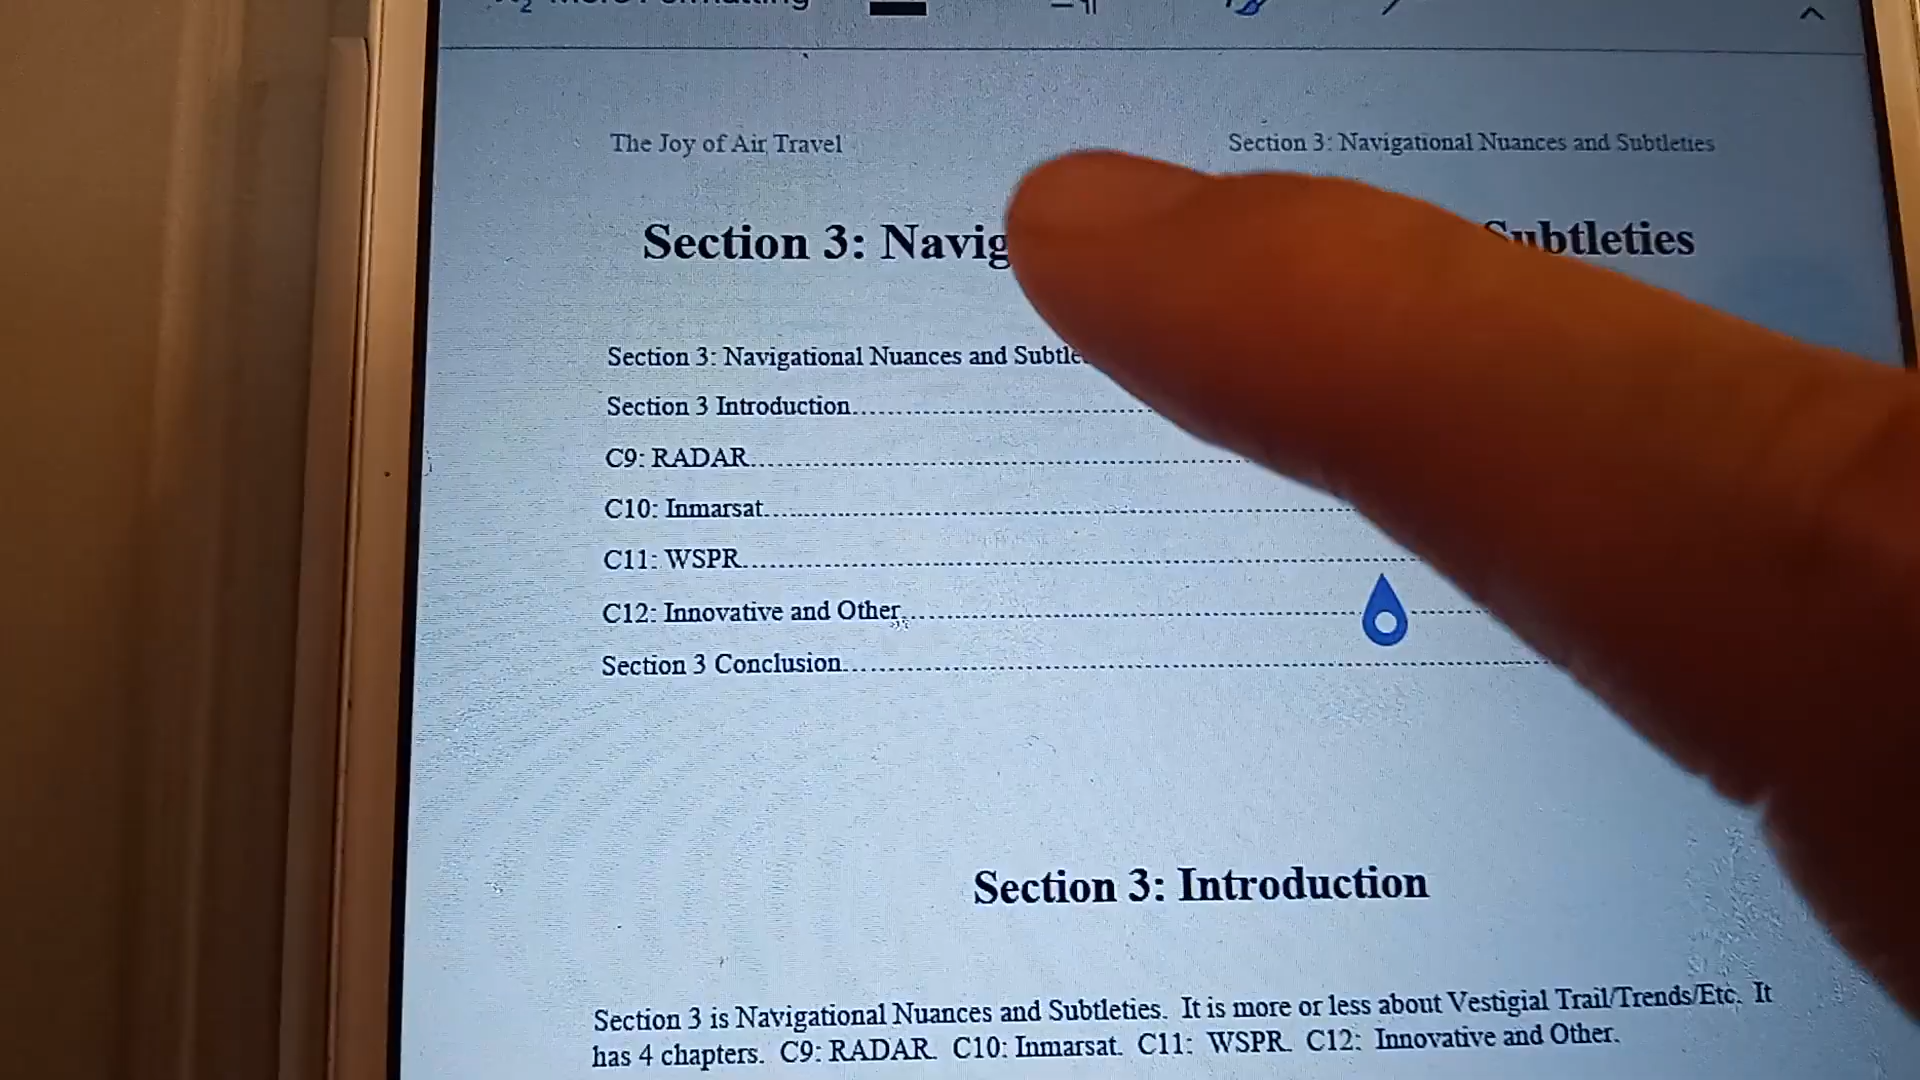 More Formatting
The Joy of Air Travel Section 3: Navigational Nuances and Subtleties
Section 3: Navig Subtleties
Section 3: Navigational Nuances and Subtle
Section 3 Introduction
C9: RADAR
C10: Inmarsat
C11: WSPR
C12: Innovative and Other
Section 3 Conclusion
Section 3: Introduction
Section 3 is Navigational Nuances and Subtleties. It is more or less about Vestigial Trail/Trends/Etc. It
has 4 chapters. C9: RADAR. C10: Inmarsat. C11: WSPR. C12: Innovative and Other.